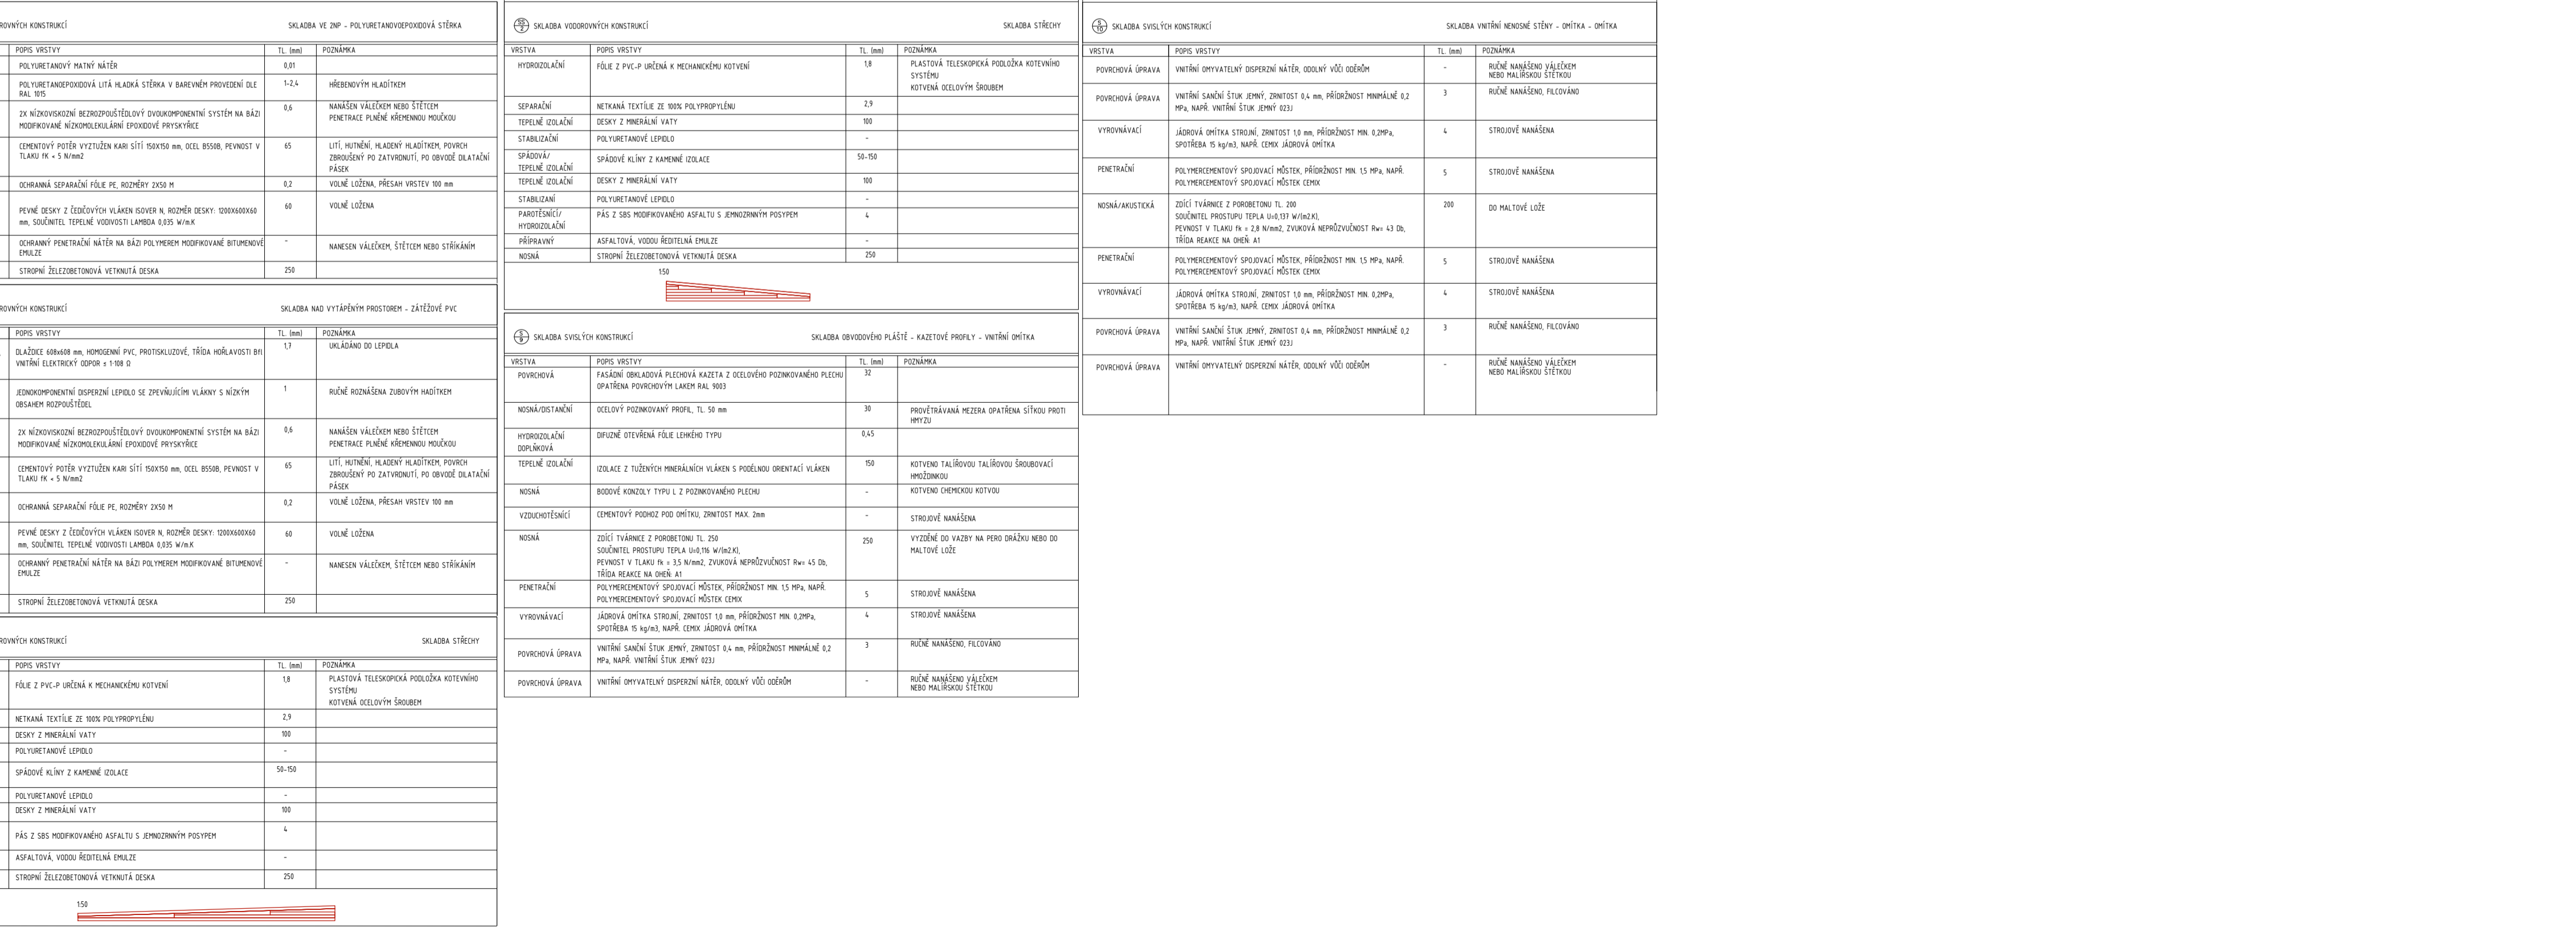 ROVNÝCH KONSTRUKCÍ SKLADBA VE 2NP - POLYURETANOVOEPOXIDOVÁ STĚRKA
POPIS VRSTVY TL. (mm) POZNÁMKA
POLYURETANOVÝ MATNÝ NÁTĚR 0,01
POLYURETANOEPOXIDOVÁ LITÁ HLADKÁ STĚRKA V BAREVNÉM PROVEDENÍ DLE 1-2,4 HŘEBENOVÝM HLADÍTKEM
RAL 1015
2X NÍZKOVISKOZNÍ BEZROZPOUŠTĚDLOVÝ DVOUKOMPONENTNÍ SYSTÉM NA BÁZI 0,6 NANÁŠEN VÁLEČKEM NEBO ŠTĚTCEM
MODIFIKOVANÉ NÍZKOMOLEKULÁRNÍ EPOXIDOVÉ PRYSKYŘICE PENETRACE PLNĚNÉ KŘEMENNOU MOUČKOU
CEMENTOVÝ POTĚR VYZTUŽEN KARI SÍTÍ 150X150 mm, OCEL B550B, PEVNOST V 65 LITÍ, HUTNĚNÍ, HLADENÝ HLADÍTKEM, POVRCH
TLAKU fK = 5 N/mm2 ZBROUŠENÝ PO ZATVRDNUTÍ, PO OBVODĚ DILATAČNÍ
PÁSEK
OCHRANNÁ SEPARAČNÍ FÓLIE PE, ROZMĚRY 2X50 M 0,2 VOLNĚ LOŽENA, PŘESAH VRSTEV 100 mm
PEVNÉ DESKY Z ČEDIČOVÝCH VLÁKEN ISOVER N, ROZMĚR DESKY: 1200X600X60 60 VOLNĚ LOŽENA
mm, SOUČINITEL TEPELNÉ VODIVOSTI LAMBDA 0,035 W/m.K
OCHRANNÝ PENETRAČNÍ NÁTĚR NA BÁZI POLYMEREM MODIFIKOVANÉ BITUMENOVÉ - NANESEN VÁLEČKEM, ŠTĚTCEM NEBO STŘÍKÁNÍM
EMULZE
STROPNÍ ŽELEZOBETONOVÁ VETKNUTÁ DESKA 250
ROVNÝCH KONSTRUKCÍ SKLADBA NAD VYTÁPĚNÝM PROSTOREM - ZÁTĚŽOVÉ PVC
POPIS VRSTVY TL. (mm) POZNÁMKA
DLAŽDICE 608x608 mm, HOMOGENNÍ PVC, PROTISKLUZOVÉ, TŘÍDA HOŘLAVOSTI Bfl 1,7 UKLÁDÁNO DO LEPIDLA
VNITŘNÍ ELEKTRICKÝ ODPOR ≤ 1·108 Ω
JEDNOKOMPONENTNÍ DISPERZNÍ LEPIDLO SE ZPEVŇUJÍCÍMI VLÁKNY S NÍZKÝM 1 RUČNĚ ROZNÁŠENA ZUBOVÝM HADÍTKEM
OBSAHEM ROZPOUŠTĚDEL
2X NÍZKOVISKOZNÍ BEZROZPOUŠTĚDLOVÝ DVOUKOMPONENTNÍ SYSTÉM NA BÁZI 0,6 NANÁŠEN VÁLEČKEM NEBO ŠTĚTCEM
MODIFIKOVANÉ NÍZKOMOLEKULÁRNÍ EPOXIDOVÉ PRYSKYŘICE PENETRACE PLNĚNÉ KŘEMENNOU MOUČKOU
CEMENTOVÝ POTĚR VYZTUŽEN KARI SÍTÍ 150X150 mm, OCEL B550B, PEVNOST V 65 LITÍ, HUTNĚNÍ, HLADENÝ HLADÍTKEM, POVRCH
TLAKU fK = 5 N/mm2 ZBROUŠENÝ PO ZATVRDNUTÍ, PO OBVODĚ DILATAČNÍ
PÁSEK
OCHRANNÁ SEPARAČNÍ FÓLIE PE, ROZMĚRY 2X50 M 0,2 VOLNĚ LOŽENA, PŘESAH VRSTEV 100 mm
PEVNÉ DESKY Z ČEDIČOVÝCH VLÁKEN ISOVER N, ROZMĚR DESKY: 1200X600X60 60 VOLNĚ LOŽENA
mm, SOUČINITEL TEPELNÉ VODIVOSTI LAMBDA 0,035 W/m.K
OCHRANNÝ PENETRAČNÍ NÁTĚR NA BÁZI POLYMEREM MODIFIKOVANÉ BITUMENOVÉ - NANESEN VÁLEČKEM, ŠTĚTCEM NEBO STŘÍKÁNÍM
EMULZE
STROPNÍ ŽELEZOBETONOVÁ VETKNUTÁ DESKA 250
ROVNÝCH KONSTRUKCÍ SKLADBA STŘECHY
POPIS VRSTVY TL. (mm) POZNÁMKA
FÓLIE Z PVC-P URČENÁ K MECHANICKÉMU KOTVENÍ 1,8 PLASTOVÁ TELESKOPICKÁ PODLOŽKA KOTEVNÍHO
SYSTÉMU
KOTVENÁ OCELOVÝM ŠROUBEM
NETKANÁ TEXTÍLIE ZE 100% POLYPROPYLÉNU 2,9
DESKY Z MINERÁLNÍ VATY 100
POLYURETANOVÉ LEPIDLO -
SPÁDOVÉ KLÍNY Z KAMENNÉ IZOLACE 50-150
POLYURETANOVÉ LEPIDLO -
DESKY Z MINERÁLNÍ VATY 100
PÁS Z SBS MODIFIKOVANÉHO ASFALTU S JEMNOZRNNÝM POSYPEM 4
ASFALTOVÁ, VODOU ŘEDITELNÁ EMULZE -
STROPNÍ ŽELEZOBETONOVÁ VETKNUTÁ DESKA 250
1:50
2 SKLADBA VODOROVNÝCH KONSTRUKCÍ SKLADBA STŘECHY
VRSTVA POPIS VRSTVY TL. (mm) POZNÁMKA
HYDROIZOLAČNÍ FÓLIE Z PVC-P URČENÁ K MECHANICKÉMU KOTVENÍ 1,8 PLASTOVÁ TELESKOPICKÁ PODLOŽKA KOTEVNÍHO
SYSTÉMU
KOTVENÁ OCELOVÝM ŠROUBEM
SEPARAČNÍ NETKANÁ TEXTÍLIE ZE 100% POLYPROPYLÉNU 2,9
TEPELNĚ IZOLAČNÍ DESKY Z MINERÁLNÍ VATY 100
STABILIZAČNÍ POLYURETANOVÉ LEPIDLO -
SPÁDOVÁ/ SPÁDOVÉ KLÍNY Z KAMENNÉ IZOLACE 50-150
TEPELNĚ IZOLAČNÍ
TEPELNĚ IZOLAČNÍ DESKY Z MINERÁLNÍ VATY 100
STABILIZANÍ POLYURETANOVÉ LEPIDLO -
PAROTĚSNÍCÍ/ PÁS Z SBS MODIFIKOVANÉHO ASFALTU S JEMNOZRNNÝM POSYPEM 4
HYDROIZOLAČNÍ
PŘÍPRAVNÝ ASFALTOVÁ, VODOU ŘEDITELNÁ EMULZE -
NOSNÁ STROPNÍ ŽELEZOBETONOVÁ VETKNUTÁ DESKA 250
1:50
S 9 SKLADBA SVISLÝCH KONSTRUKCÍ SKLADBA OBVODOVÉHO PLÁŠTĚ - KAZETOVÉ PROFILY - VNITŘNÍ OMÍTKA
VRSTVA POPIS VRSTVY TL. (mm) POZNÁMKA
POVRCHOVÁ FASÁDNÍ OBKLADOVÁ PLECHOVÁ KAZETA Z OCELOVÉHO POZINKOVANÉHO PLECHU 32
OPATŘENA POVRCHOVÝM LAKEM RAL 9003
NOSNÁ/DISTANČNÍ OCELOVÝ POZINKOVANÝ PROFIL, TL. 50 mm 30 PROVĚTRÁVANÁ MEZERA OPATŘENA SÍŤKOU PROTI
HMYZU
HYDROIZOLAČNÍ DIFUZNĚ OTEVŘENÁ FÓLIE LEHKÉHO TYPU 0,45
DOPLŇKOVÁ
TEPELNĚ IZOLAČNÍ IZOLACE Z TUŽENÝCH MINERÁLNÍCH VLÁKEN S PODÉLNOU ORIENTACÍ VLÁKEN 150 KOTVENO TALÍŘOVOU TALÍŘOVOU ŠROUBOVACÍ
HMOŽDINKOU
NOSNÁ BODOVÉ KONZOLY TYPU L Z POZINKOVANÉHO PLECHU - KOTVENO CHEMICKOU KOTVOU
VZDUCHOTĚSNÍCÍ CEMENTOVÝ PODHOZ POD OMÍTKU, ZRNITOST MAX. 2mm - STROJOVĚ NANÁŠENA
NOSNÁ ZDÍCÍ TVÁRNICE Z POROBETONU TL. 250 250 VYZDĚNÉ DO VAZBY NA PERO DRÁŽKU NEBO DO
SOUČINITEL PROSTUPU TEPLA U=0,116 W/(m2.K), MALTOVÉ LOŽE
PEVNOST V TLAKU fk = 3,5 N/mm2, ZVUKOVÁ NEPRŮZVUČNOST Rw= 45 Db,
TŘÍDA REAKCE NA OHEŇ: A1
PENETRAČNÍ POLYMERCEMENTOVÝ SPOJOVACÍ MŮSTEK, PŘÍDRŽNOST MIN. 1,5 MPa, NAPŘ. 5 STROJOVĚ NANÁŠENA
POLYMERCEMENTOVÝ SPOJOVACÍ MŮSTEK CEMIX
VYROVNÁVACÍ JÁDROVÁ OMÍTKA STROJNÍ, ZRNITOST 1,0 mm, PŘÍDRŽNOST MIN. 0,2MPa, 4 STROJOVĚ NANÁŠENA
SPOTŘEBA 15 kg/m3, NAPŘ. CEMIX JÁDROVÁ OMÍTKA
POVRCHOVÁ ÚPRAVA VNITŘNÍ SANČNÍ ŠTUK JEMNÝ, ZRNITOST 0,4 mm, PŘÍDRŽNOST MINIMÁLNĚ 0,2 3 RUČNĚ NANÁŠENO, FILCOVÁNO
MPa, NAPŘ. VNITŘNÍ ŠTUK JEMNÝ 023J
POVRCHOVÁ ÚPRAVA VNITŘNÍ OMYVATELNÝ DISPERZNÍ NÁTĚR, ODOLNÝ VŮČI ODĚRŮM - RUČNĚ NANÁŠENO VÁLEČKEM
NEBO MALÍŘSKOU ŠTĚTKOU
S 10 SKLADBA SVISLÝCH KONSTRUKCÍ SKLADBA VNITŘNÍ NENOSNÉ STĚNY - OMÍTKA - OMÍTKA
VRSTVA POPIS VRSTVY TL. (mm) POZNÁMKA
POVRCHOVÁ ÚPRAVA VNITŘNÍ OMYVATELNÝ DISPERZNÍ NÁTĚR, ODOLNÝ VŮČI ODĚRŮM - RUČNĚ NANÁŠENO VÁLEČKEM
NEBO MALÍŘSKOU ŠTĚTKOU
POVRCHOVÁ ÚPRAVA VNITŘNÍ SANČNÍ ŠTUK JEMNÝ, ZRNITOST 0,4 mm, PŘÍDRŽNOST MINIMÁLNĚ 0,2 3 RUČNĚ NANÁŠENO, FILCOVÁNO
MPa, NAPŘ. VNITŘNÍ ŠTUK JEMNÝ 023J
VYROVNÁVACÍ JÁDROVÁ OMÍTKA STROJNÍ, ZRNITOST 1,0 mm, PŘÍDRŽNOST MIN. 0,2MPa, 4 STROJOVĚ NANÁŠENA
SPOTŘEBA 15 kg/m3, NAPŘ. CEMIX JÁDROVÁ OMÍTKA
PENETRAČNÍ POLYMERCEMENTOVÝ SPOJOVACÍ MŮSTEK, PŘÍDRŽNOST MIN. 1,5 MPa, NAPŘ. 5 STROJOVĚ NANÁŠENA
POLYMERCEMENTOVÝ SPOJOVACÍ MŮSTEK CEMIX
NOSNÁ/AKUSTICKÁ ZDÍCÍ TVÁRNICE Z POROBETONU TL. 200 200 DO MALTOVÉ LOŽE
SOUČINITEL PROSTUPU TEPLA U=0,137 W/(m2.K),
PEVNOST V TLAKU fk = 2,8 N/mm2, ZVUKOVÁ NEPRŮZVUČNOST Rw= 43 Db,
TŘÍDA REAKCE NA OHEŇ: A1
PENETRAČNÍ POLYMERCEMENTOVÝ SPOJOVACÍ MŮSTEK, PŘÍDRŽNOST MIN. 1,5 MPa, NAPŘ. 5 STROJOVĚ NANÁŠENA
POLYMERCEMENTOVÝ SPOJOVACÍ MŮSTEK CEMIX
VYROVNÁVACÍ JÁDROVÁ OMÍTKA STROJNÍ, ZRNITOST 1,0 mm, PŘÍDRŽNOST MIN. 0,2MPa, 4 STROJOVĚ NANÁŠENA
SPOTŘEBA 15 kg/m3, NAPŘ. CEMIX JÁDROVÁ OMÍTKA
POVRCHOVÁ ÚPRAVA VNITŘNÍ SANČNÍ ŠTUK JEMNÝ, ZRNITOST 0,4 mm, PŘÍDRŽNOST MINIMÁLNĚ 0,2 3 RUČNĚ NANÁŠENO, FILCOVÁNO
MPa, NAPŘ. VNITŘNÍ ŠTUK JEMNÝ 023J
POVRCHOVÁ ÚPRAVA VNITŘNÍ OMYVATELNÝ DISPERZNÍ NÁTĚR, ODOLNÝ VŮČI ODĚRŮM - RUČNĚ NANÁŠENO VÁLEČKEM
NEBO MALÍŘSKOU ŠTĚTKOU